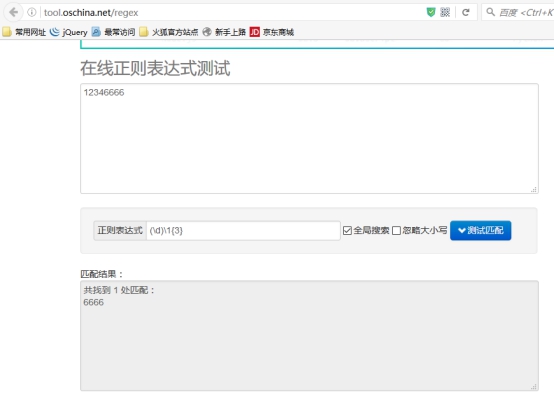 tool.oschina.net/regex
百度 <Ctrl+K
常用网址 jQuery 最常访问 火狐官方站点 新手上路 JD 京东商城
在线正则表达式测试
12346666
正则表达式 (\d)\1{3} 全局搜索 忽略大小写 测试匹配
匹配结果：
共找到 1 处匹配：
6666